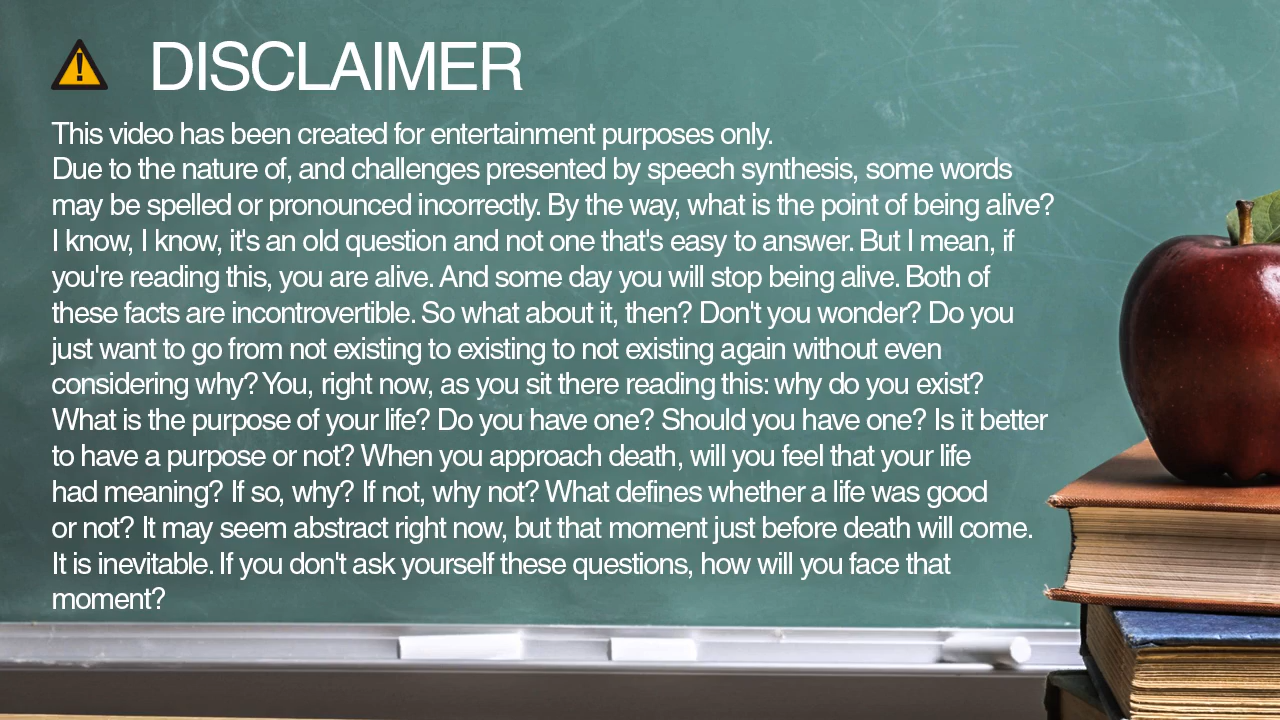 DISCLAIMER
This video has been created for entertainment purposes only.
Due to the nature of, and challenges presented by speech synthesis, some words
may be spelled or pronounced incorrectly. By the way, what is the point of being alive?
I know, I know, it's an old question and not one that's easy to answer. But I mean, if
you're reading this, you are alive. And some day you will stop being alive. Both of
these facts are incontrovertible. So what about it, then? Don't you wonder? Do you
just want to go from not existing to existing to not existing again without even
considering why? You, right now, as you sit there reading this: why do you exist?
What is the purpose of your life? Do you have one? Should you have one? Is it better
to have a purpose or not? When you approach death, will you feel that your life
had meaning? If so, why? If not, why not? What defines whether a life was good
or not? It may seem abstract right now, but that moment just before death will come.
It is inevitable. If you don't ask yourself these questions, how will you face that
moment?